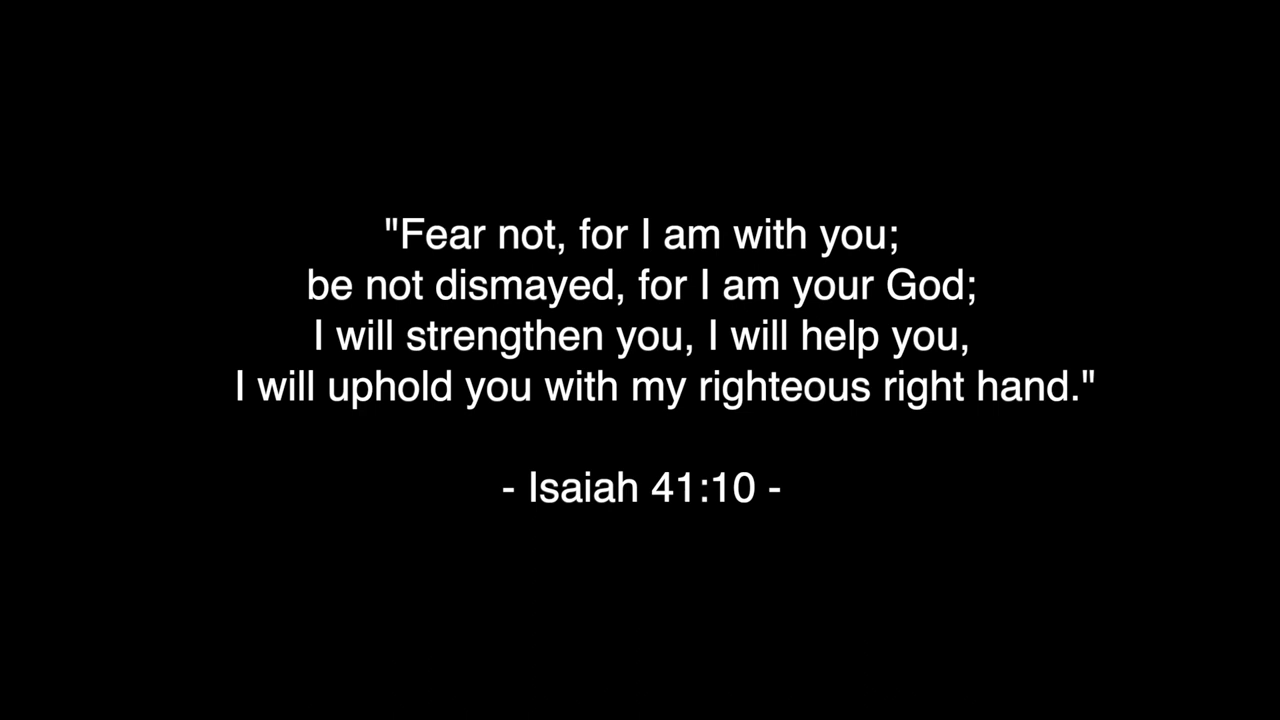 "Fear not, for I am with you;
be not dismayed, for I am your God;
I will strengthen you, I will help you,
I will uphold you with my righteous right hand."
- Isaiah 41:10 -